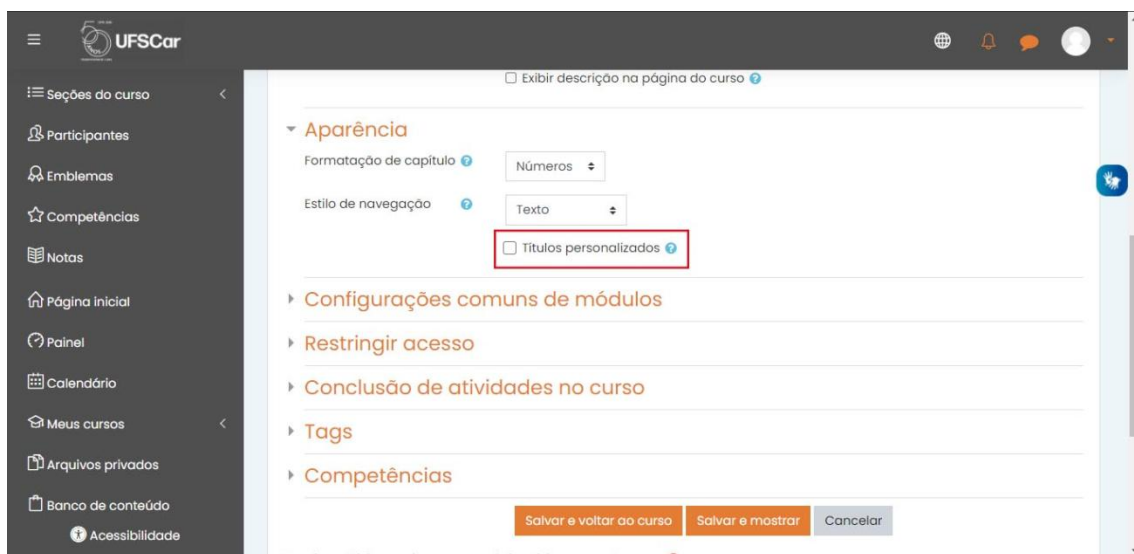 UFSCar
Seções do curso
Participantes
Emblemas
Competências
Notas
Página inicial
Painel
Calendário
Meus cursos
Arquivos privados
Banco de conteúdo
Acessibilidade
Exibir descrição na página do curso
Aparência
Formatação de capítulo
Números
Estilo de navegação
Texto
Títulos personalizados
Configurações comuns de módulos
Restringir acesso
Conclusão de atividades no curso
Tags
Competências
Salvar e voltar ao curso
Salvar e mostrar
Cancelar